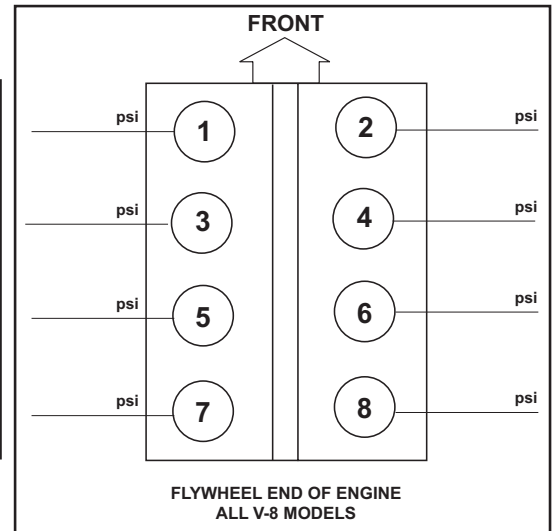 FRONT
psi 1 2 psi
psi 3 4 psi
psi 5 6 psi
psi 7 8 psi
FLYWHEEL END OF ENGINE
ALL V-8 MODELS